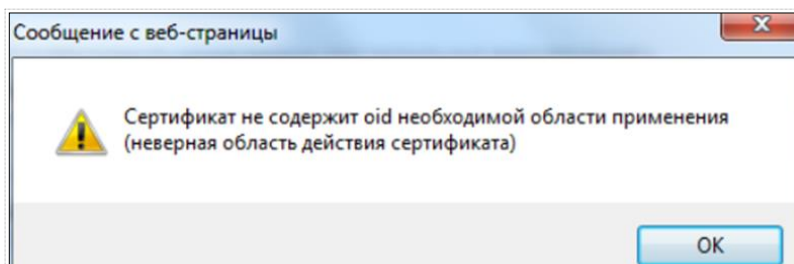 Сообщение с веб-страницы
Сертификат не содержит oid необходимой области применения
(неверная область действия сертификата)
OK